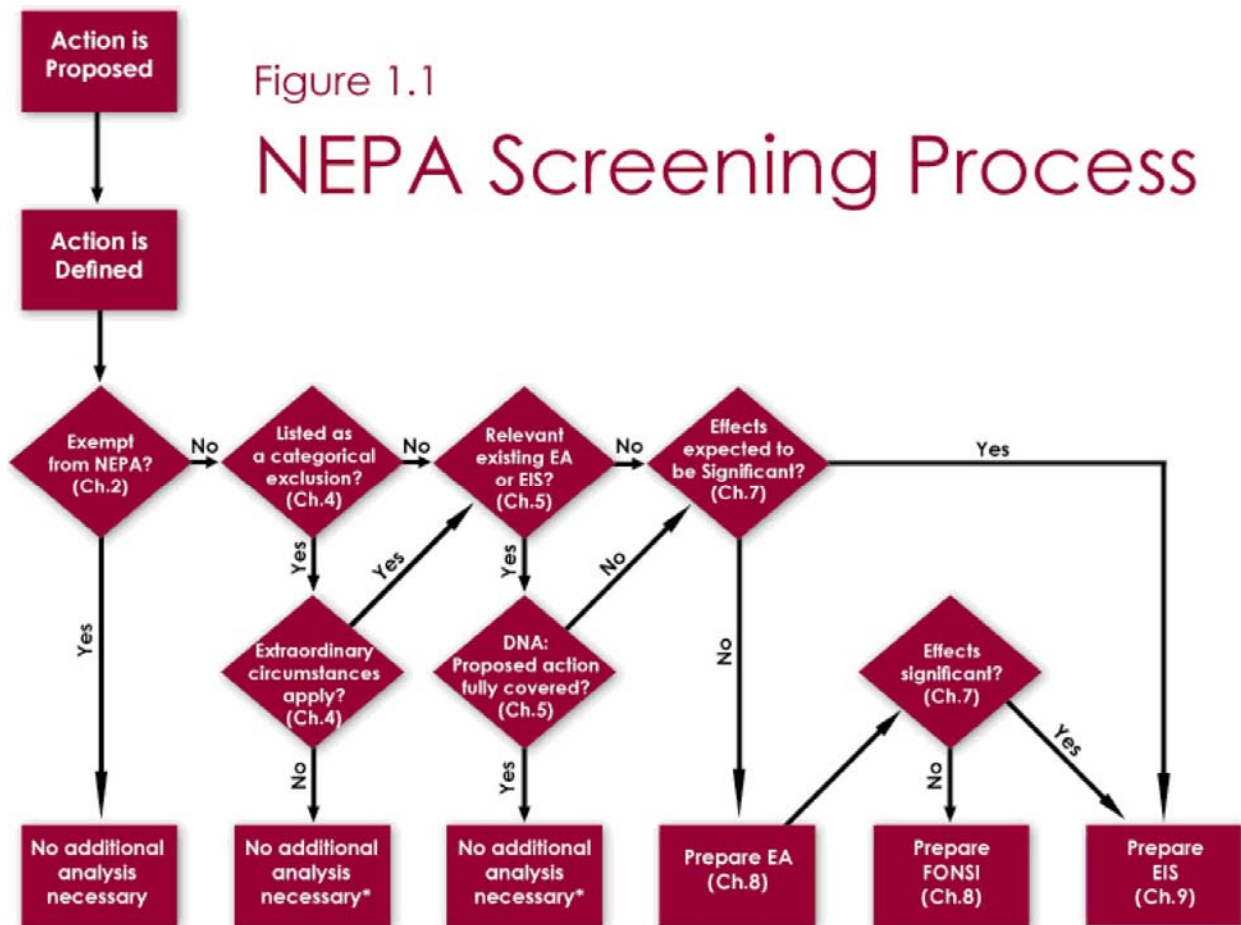 Action is
Proposed
Figure 1.1
NEPA Screening Process
Action is
Defined
Exempt
from NEPA?
(Ch.2)
No
Listed as
a categorical
exclusion?
(Ch.4)
No
Relevant
existing EA
or EIS?
(Ch.5)
No
Effects
expected to
be Significant?
(Ch.7)
Yes
Yes
Yes
Yes
Yes
No
No
Extraordinary
circumstances
apply?
(Ch.4)
DNA:
Proposed action
fully covered?
(Ch.5)
Effects
significant?
(Ch.7)
No
Yes
No
Yes
No additional
analysis
necessary
No additional
analysis
necessary*
No additional
analysis
necessary*
Prepare EA
(Ch.8)
Prepare
FONSI
(Ch.8)
Prepare
EIS
(Ch.9)